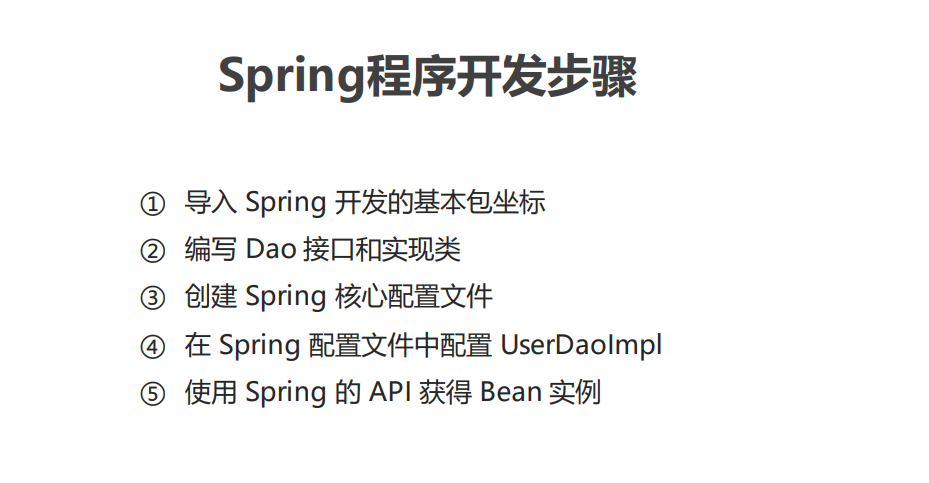 Spring程序开发步骤
① 导入 Spring 开发的基本包坐标
② 编写 Dao 接口和实现类
③ 创建 Spring 核心配置文件
④ 在 Spring 配置文件中配置 UserDaoImpl
⑤ 使用 Spring 的 API 获得 Bean 实例